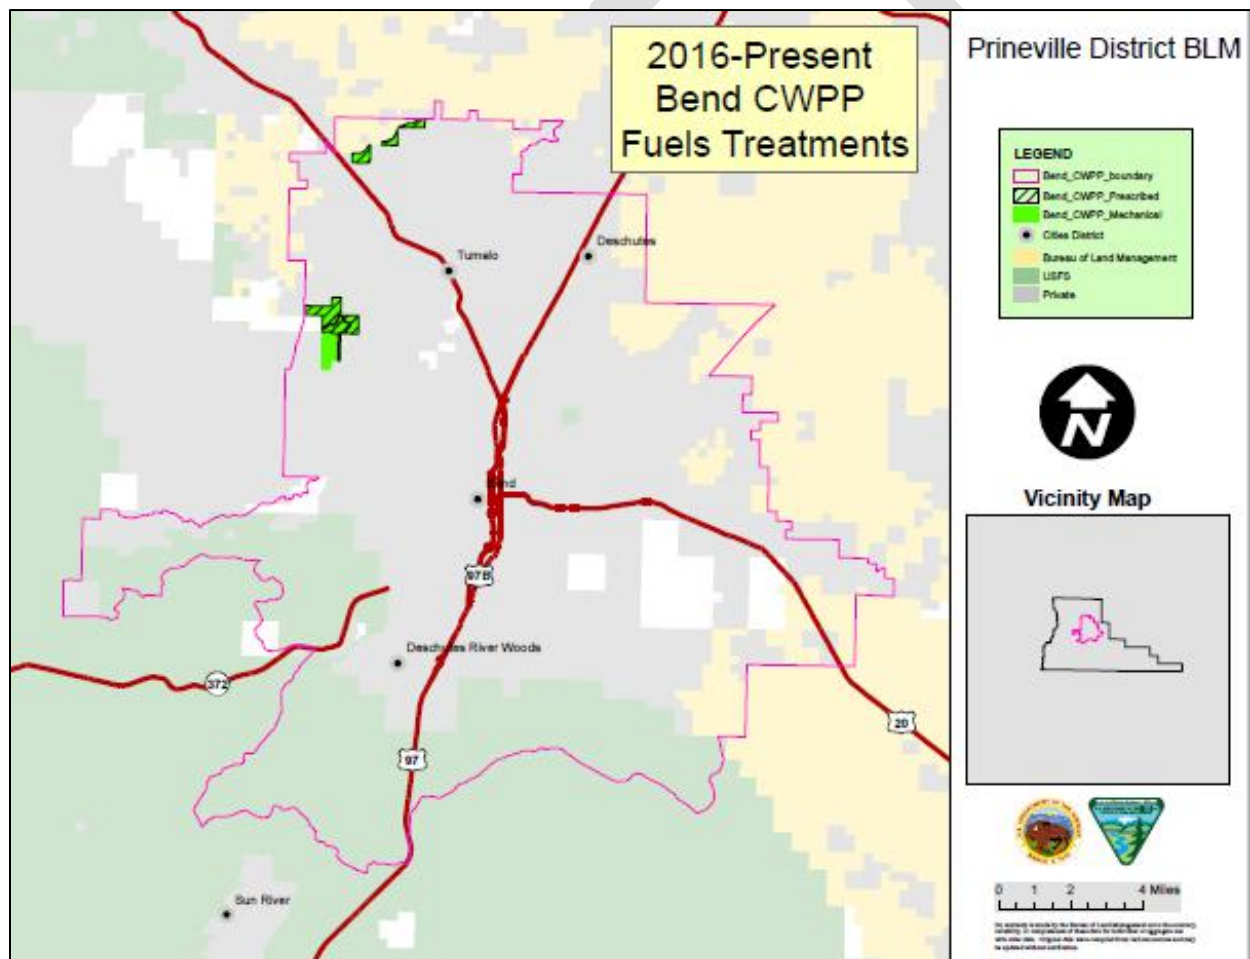 2016-Present
Bend CWPP
Fuels Treatments
Prineville District BLM
LEGEND
Bend_CWPP_boundary
Bend_CWPP_Prescribed
Bend_CWPP_Mechanical
Cities District
Bureau of Land Management
USFS
Private
Deschutes
Tumalo
Bend
97B
Deschutes River Woods
372
20
97
Sun River
N
Vicinity Map
0 1 2 4 Miles